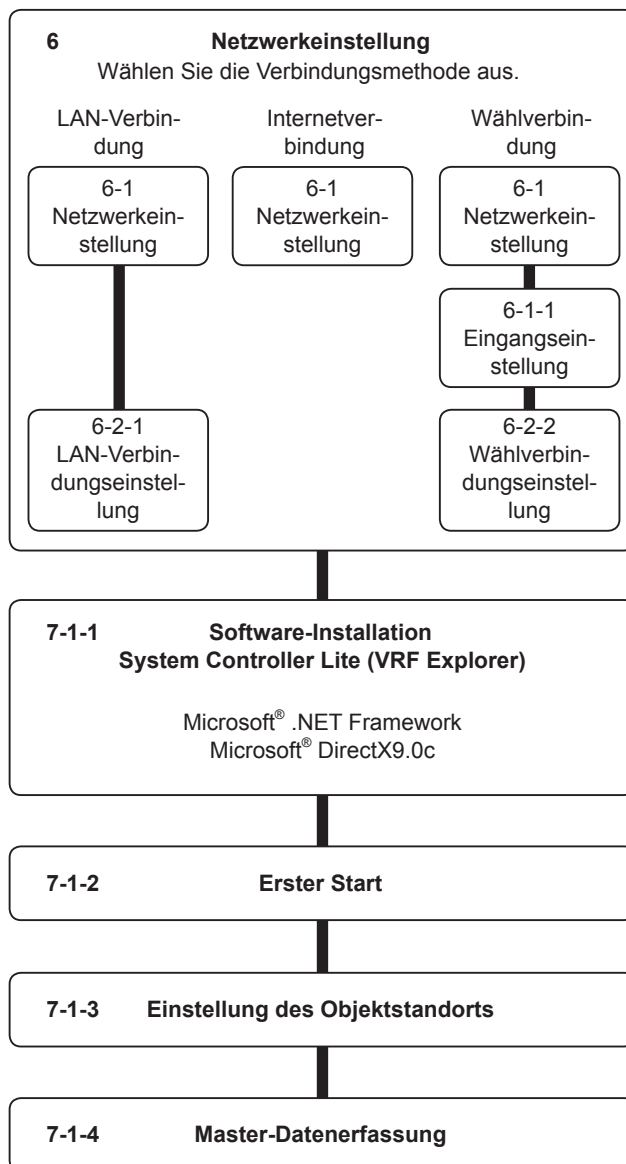 6 Netzwerkeinstellung
Wählen Sie die Verbindungsmethode aus.
LAN-Verbin-
dung
6-1
Netzwerkein-
stellung
6-2-1
LAN-Verbin-
dungseinstel-
lung
Internetver-
bindung
6-1
Netzwerkein-
stellung
Wählverbin-
dung
6-1
Netzwerkein-
stellung
6-1-1
Eingangsein-
stellung
6-2-2
Wählverbin-
dungseinstel-
lung
7-1-1 Software-Installation
System Controller Lite (VRF Explorer)
Microsoft® .NET Framework
Microsoft® DirectX9.0c
7-1-2 Erster Start
7-1-3 Einstellung des Objektstandorts
7-1-4 Master-Datenerfassung